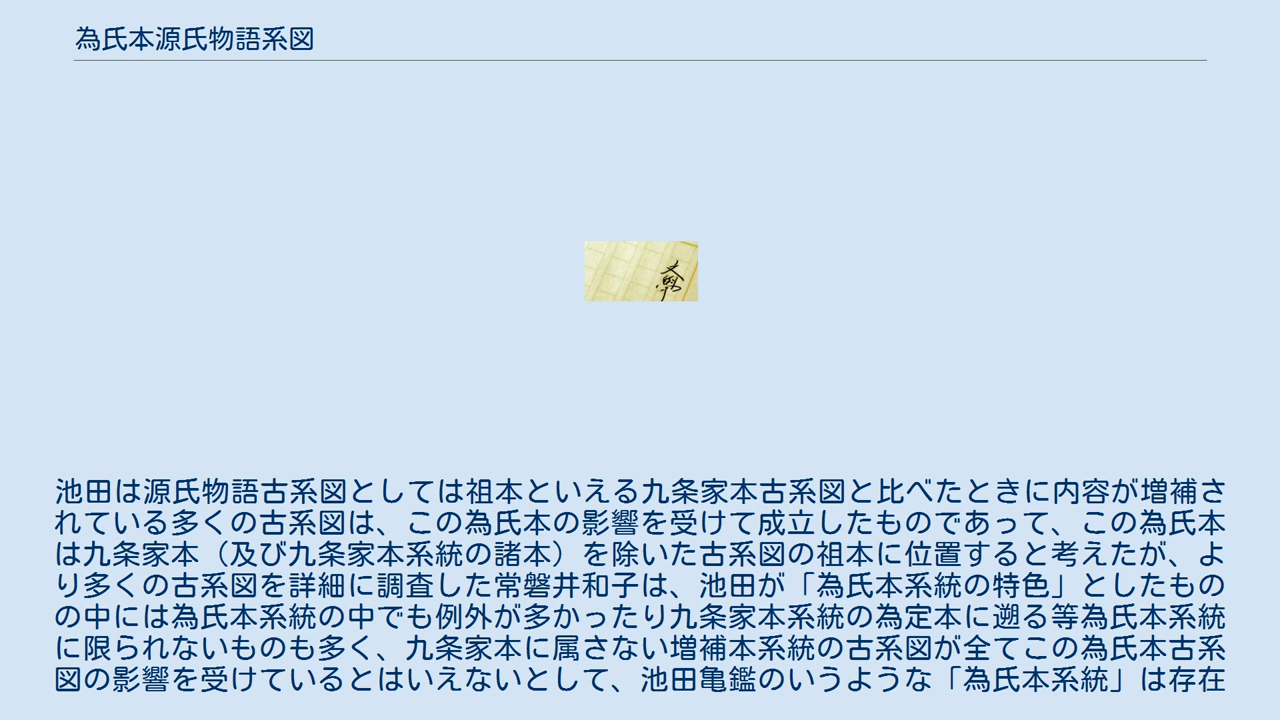 為氏本源氏物語系図
池田は源氏物語古系図としては祖本といえる九条家本古系図と比べたときに内容が増補さ
れている多くの古系図は、この為氏本の影響を受けて成立したものであって、この為氏本
は九条家本（及び九条家本系統の諸本）を除いた古系図の祖本に位置すると考えたが、よ
り多くの古系図を詳細に調査した常磐井和子は、池田が「為氏本系統の特色」としたもの
の中には為氏本系統の中でも例外が多かったり九条家本系統の為定本に遡る等為氏本系統
に限られないものも多く、九条家本に属さない増補本系統の古系図が全てこの為氏本古系
図の影響を受けているとはいえないとして、池田亀鑑のいうような「為氏本系統」は存在